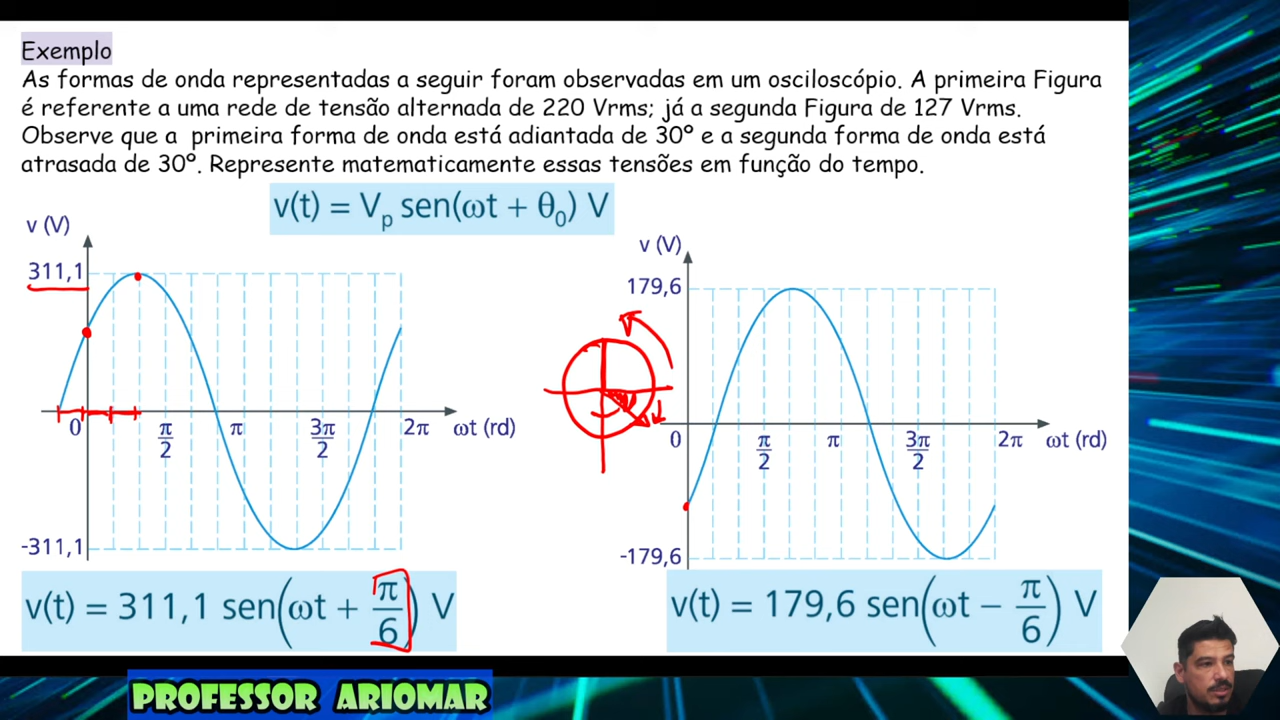 Exemplo
As formas de onda representadas a seguir foram observadas em um osciloscópio. A primeira Figura
é referente a uma rede de tensão alternada de 220 Vrms; já a segunda Figura de 127 Vrms.
Observe que a primeira forma de onda está adiantada de 30º e a segunda forma de onda está
atrasada de 30º. Represente matematicamente essas tensões em função do tempo.
v(t) = Vp sen(ωt + θ0) V
v (V)
311,1
0
π/2
π
3π/2
2π
ωt (rd)
-311,1
v(t) = 311,1 sen(ωt + π/6) V
v (V)
179,6
0
π/2
π
3π/2
2π
ωt (rd)
-179,6
v(t) = 179,6 sen(ωt − π/6) V
PROFESSOR ARIOMAR